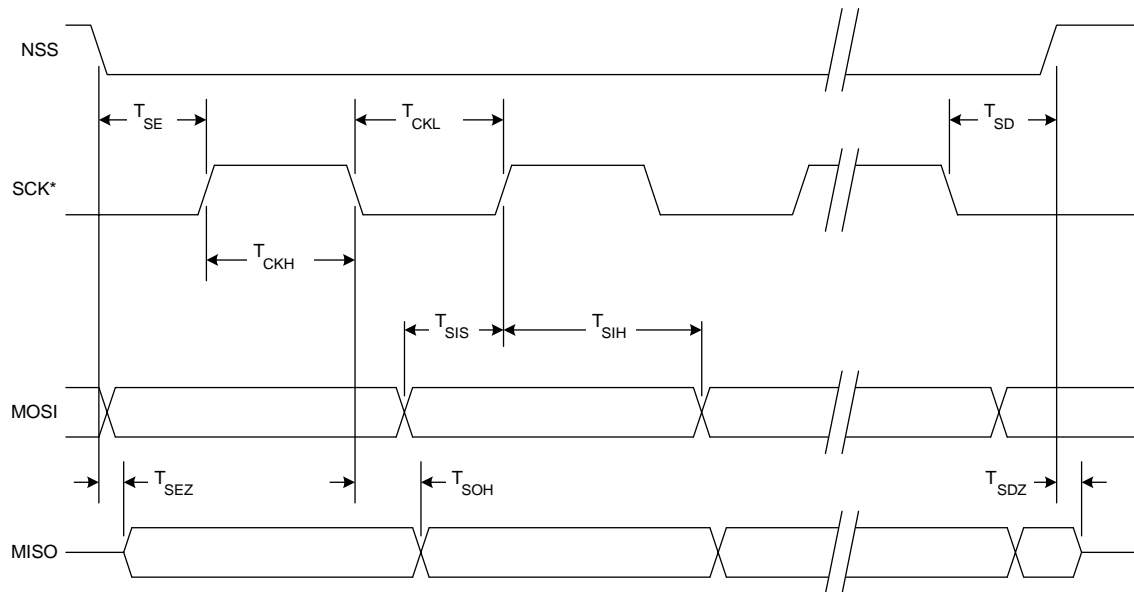 NSS
T_SE
T_CKL
T_SD
SCK*
T_CKH
T_SIS
T_SIH
MOSI
T_SEZ
T_SOH
T_SDZ
MISO